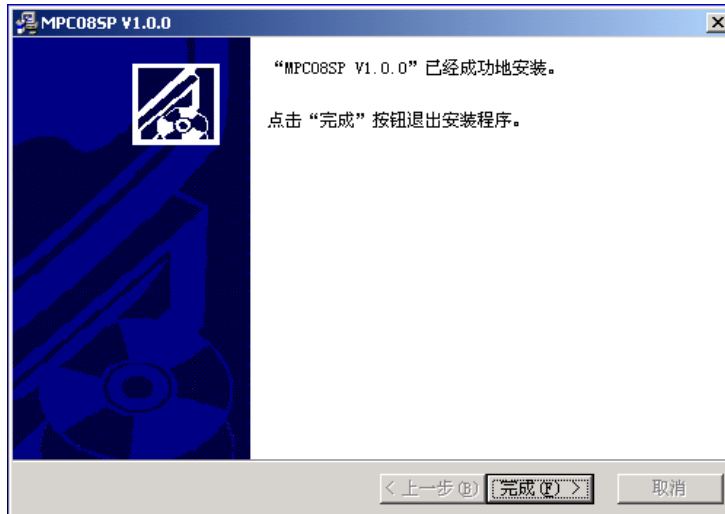 MPC08SP V1.0.0
“MPC08SP V1.0.0”已经成功地安装。
点击“完成”按钮退出安装程序。
< 上一步(B) 完成(F) > 取消